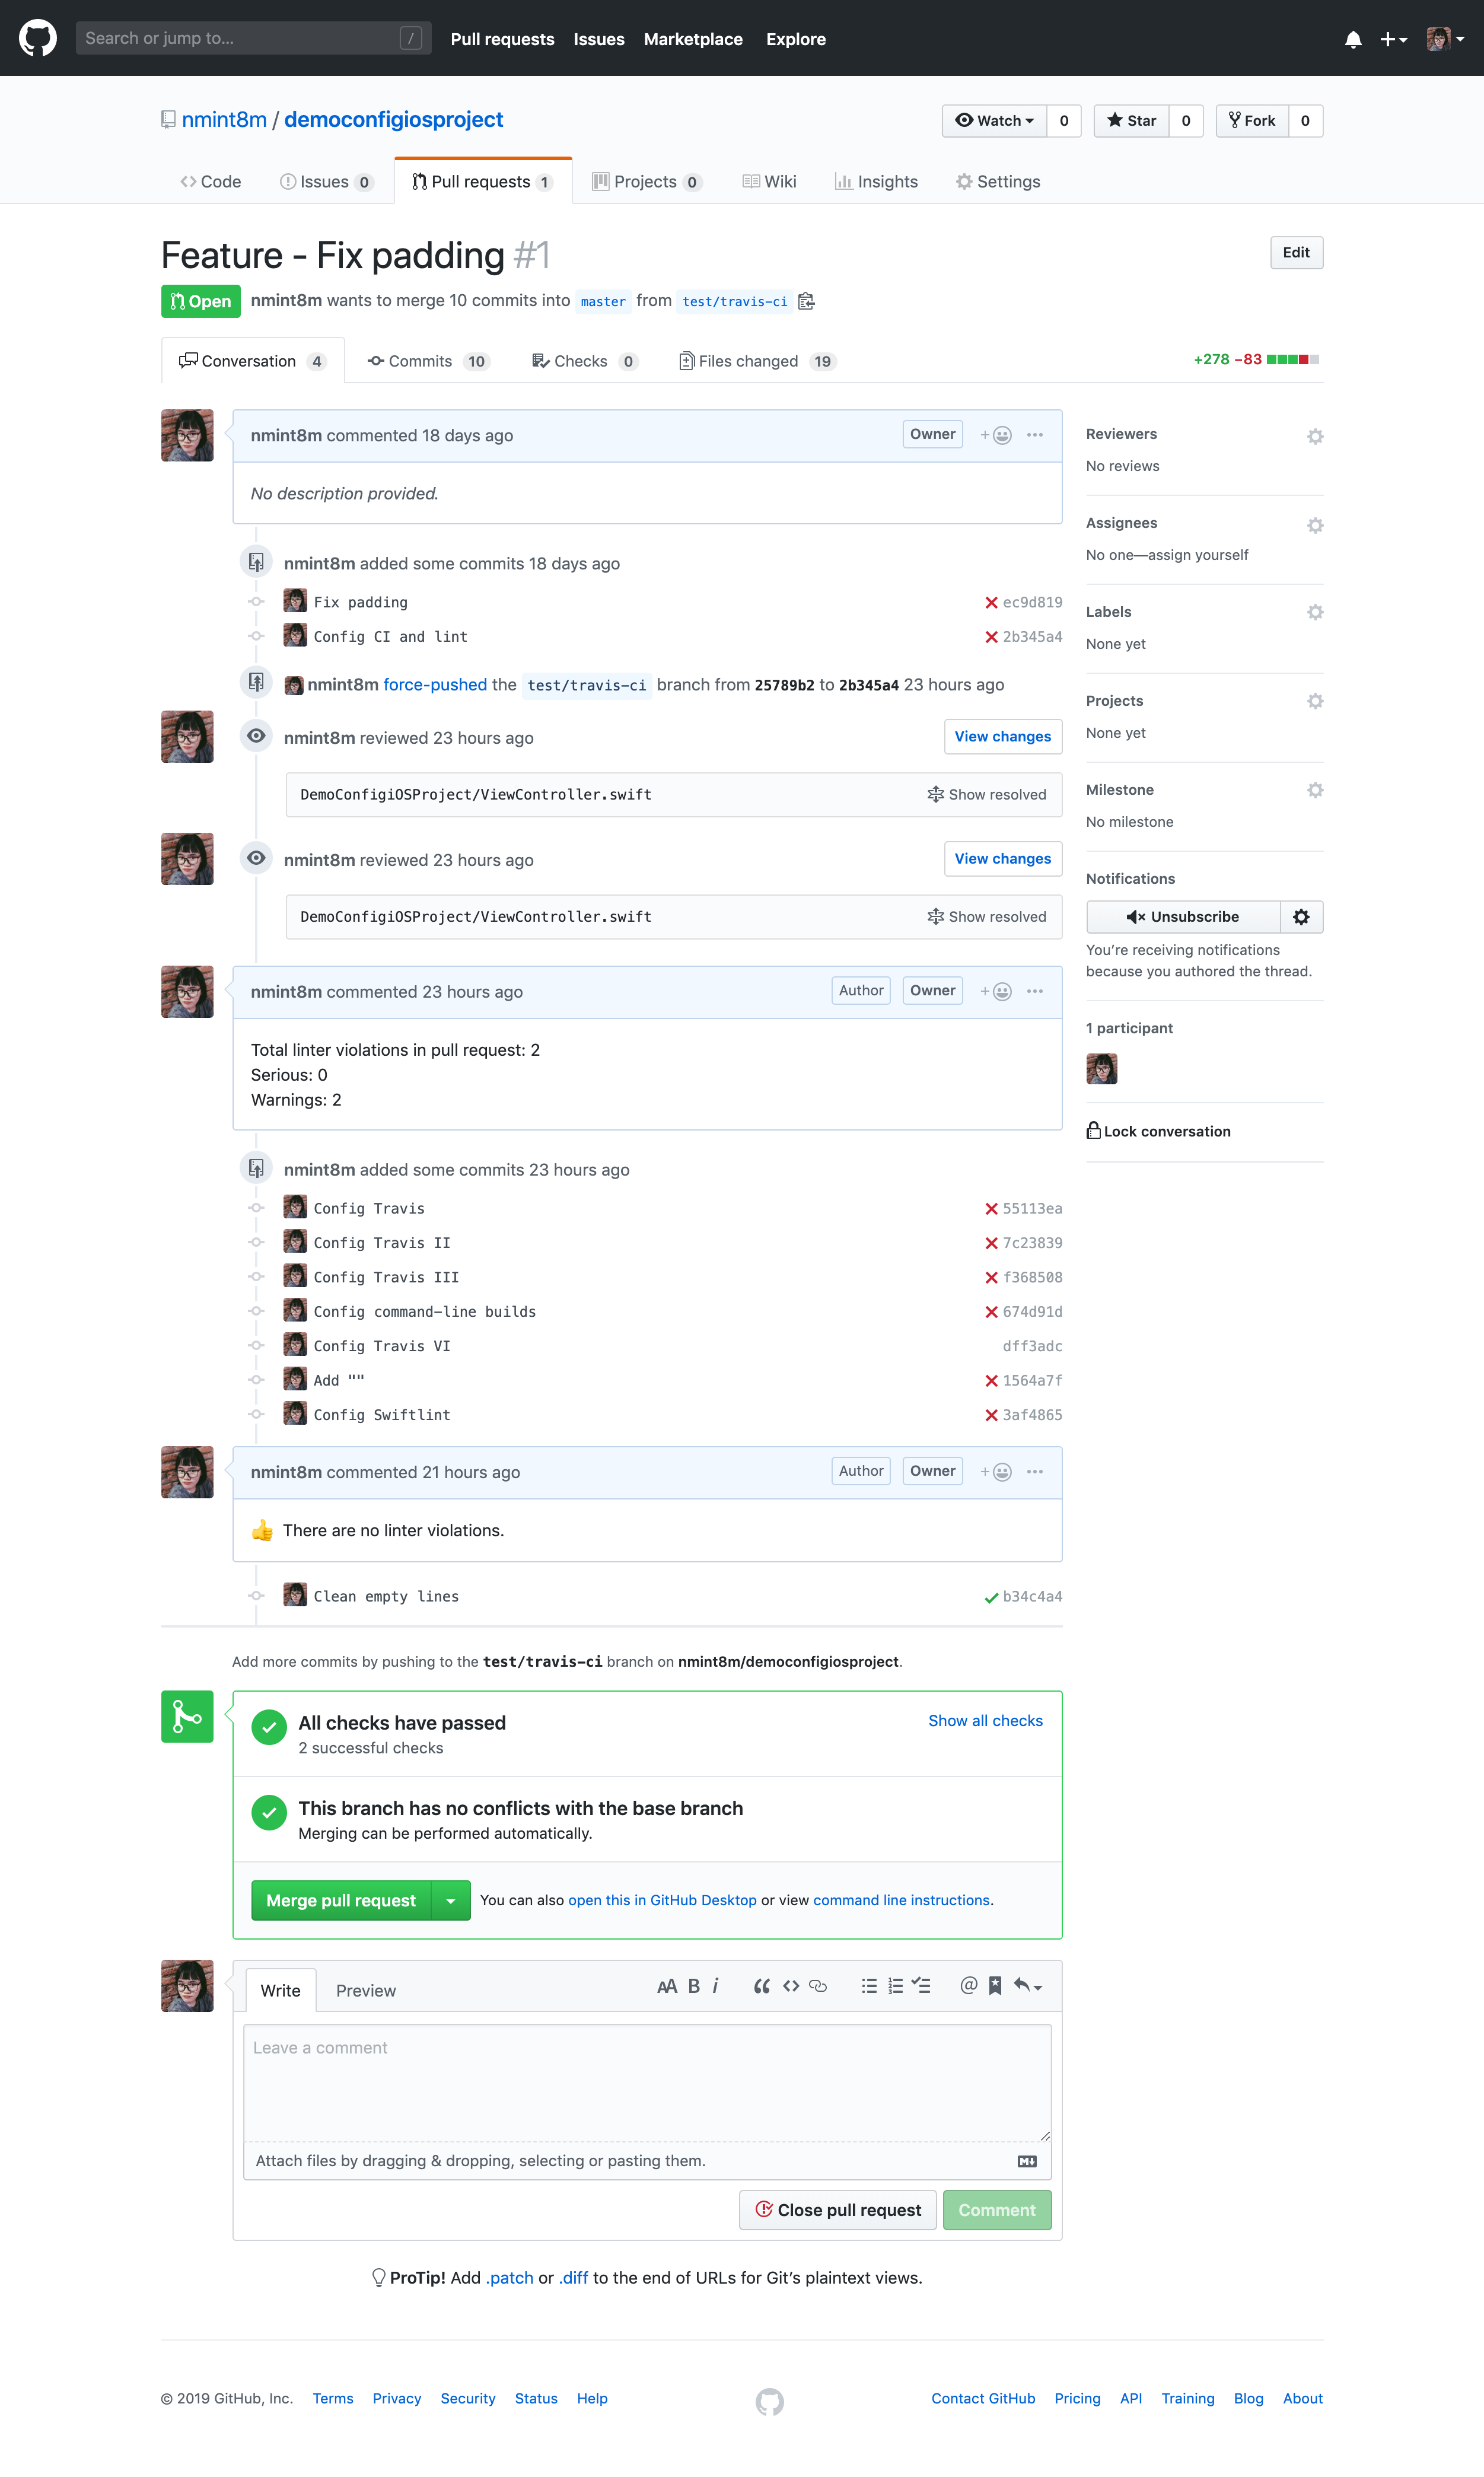 Search or jump to... /
Pull requests Issues Marketplace Explore
nmint8m / democonfigiosproject
Watch 0 Star 0 Fork 0
Code Issues 0 Pull requests 1 Projects 0 Wiki Insights Settings
Feature - Fix padding #1
Edit
Open nmint8m wants to merge 10 commits into master from test/travis-ci
Conversation 4 Commits 10 Checks 0 Files changed 19
+278 −83
nmint8m commented 18 days ago Owner
No description provided.
nmint8m added some commits 18 days ago
Fix padding ec9d819
Config CI and lint 2b345a4
nmint8m force-pushed the test/travis-ci branch from 25789b2 to 2b345a4 23 hours ago
nmint8m reviewed 23 hours ago View changes
DemoConfigiOSProject/ViewController.swift Show resolved
nmint8m reviewed 23 hours ago View changes
DemoConfigiOSProject/ViewController.swift Show resolved
nmint8m commented 23 hours ago Author Owner
Total linter violations in pull request: 2
Serious: 0
Warnings: 2
nmint8m added some commits 23 hours ago
Config Travis 55113ea
Config Travis II 7c23839
Config Travis III f368508
Config command-line builds 674d91d
Config Travis VI dff3adc
Add "" 1564a7f
Config Swiftlint 3af4865
nmint8m commented 21 hours ago Author Owner
👍 There are no linter violations.
Clean empty lines b34c4a4
Add more commits by pushing to the test/travis-ci branch on nmint8m/democonfigiosproject.
All checks have passed Show all checks
2 successful checks
This branch has no conflicts with the base branch
Merging can be performed automatically.
Merge pull request You can also open this in GitHub Desktop or view command line instructions.
Write Preview
AA B i
Leave a comment
Attach files by dragging & dropping, selecting or pasting them.
Close pull request Comment
ProTip! Add .patch or .diff to the end of URLs for Git’s plaintext views.
Reviewers
No reviews
Assignees
No one—assign yourself
Labels
None yet
Projects
None yet
Milestone
No milestone
Notifications
Unsubscribe
You’re receiving notifications
because you authored the thread.
1 participant
Lock conversation
© 2019 GitHub, Inc. Terms Privacy Security Status Help
Contact GitHub Pricing API Training Blog About